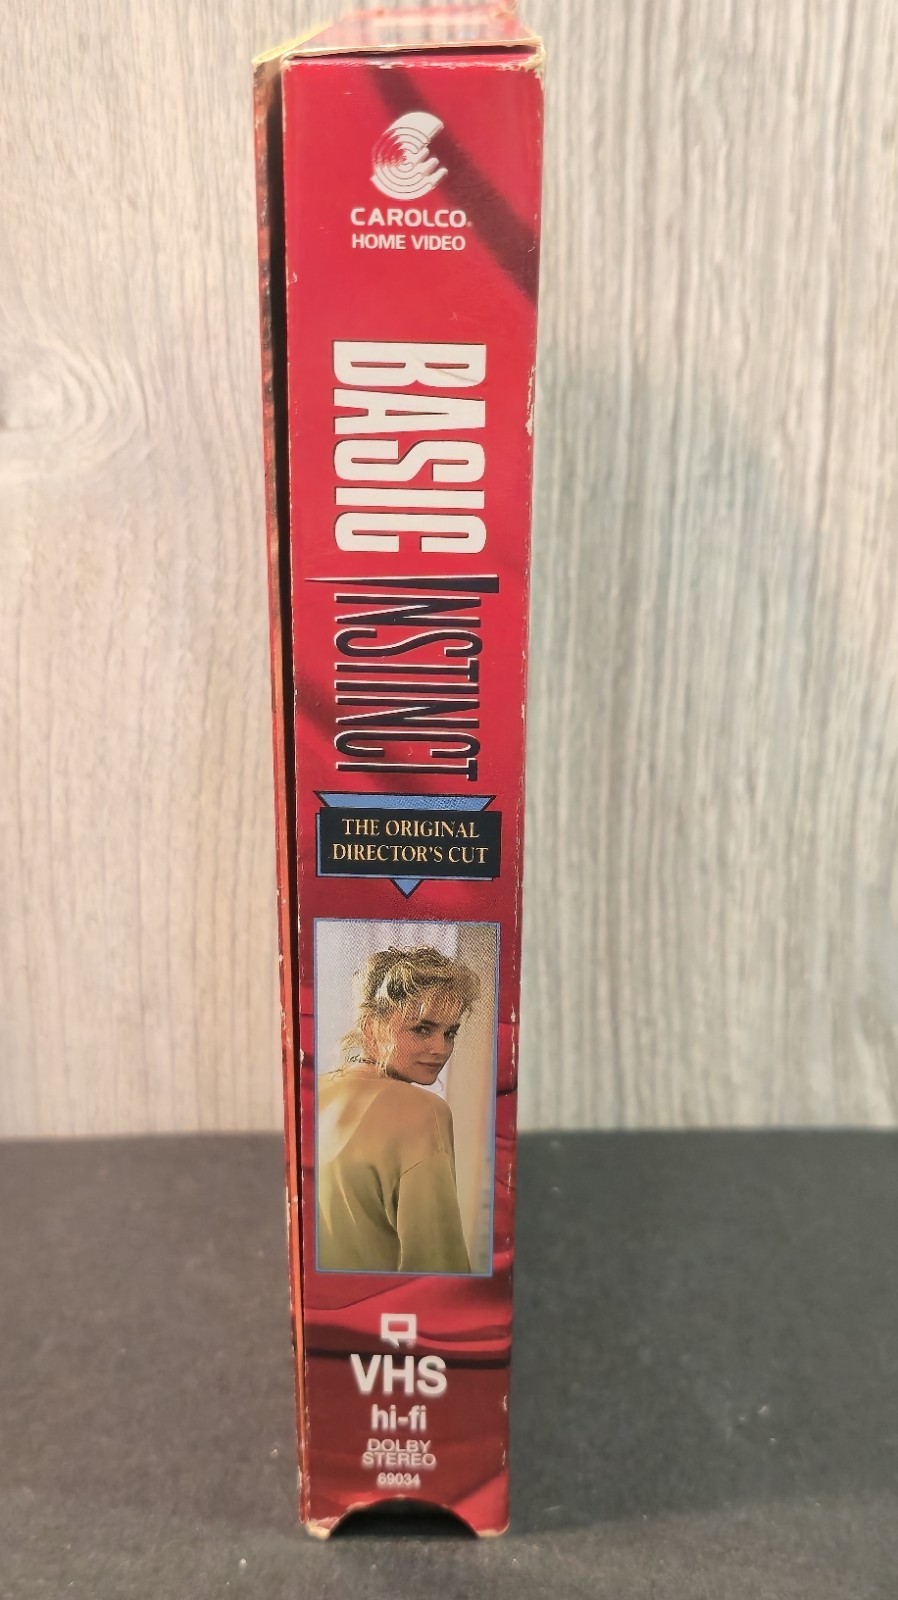 CAROLCO
HOME VIDEO
BASIC
INSTINCT
THE ORIGINAL
DIRECTOR'S CUT
VHS
hi-fi
DOLBY
STEREO
69034